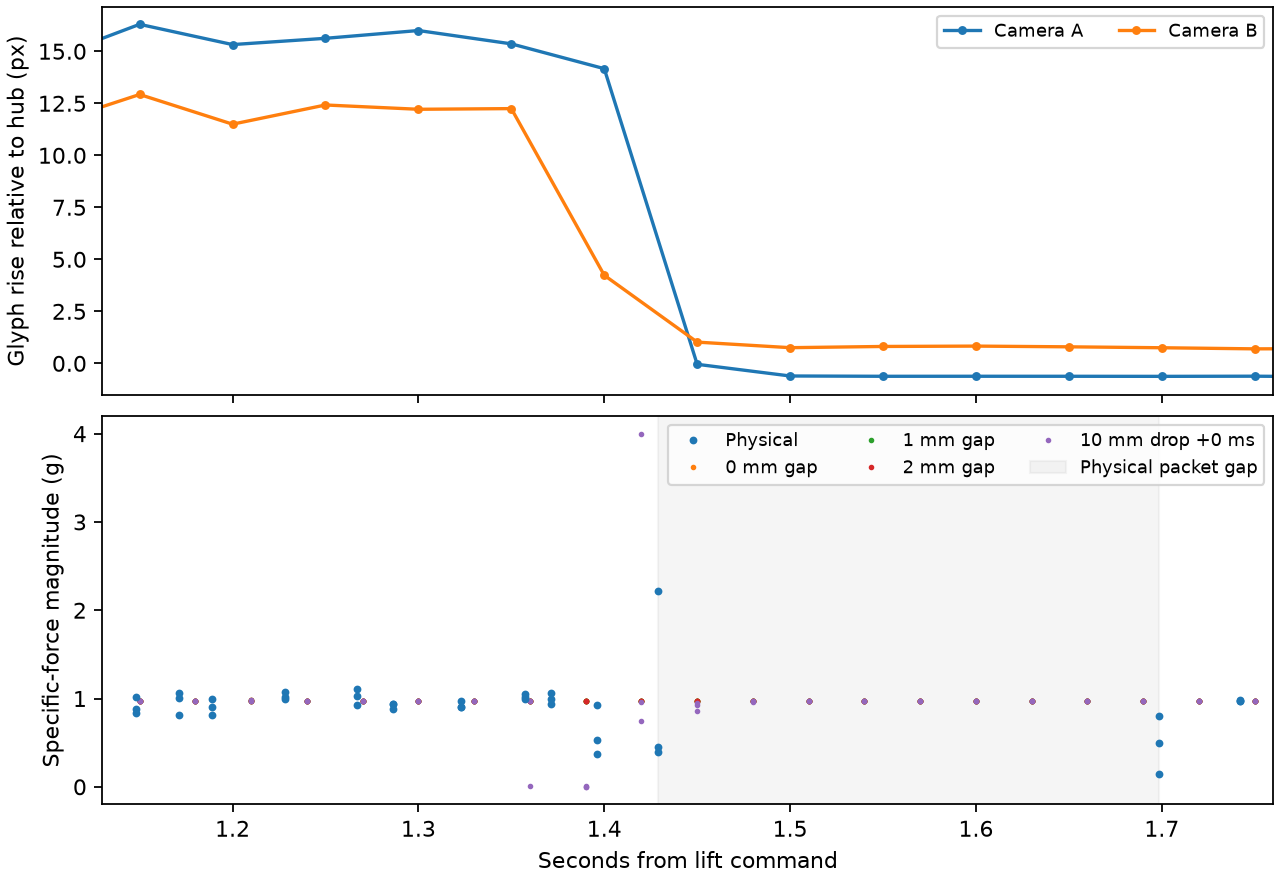 Glyph rise relative to hub (px)
15.0
12.5
10.0
7.5
5.0
2.5
0.0
Camera A
Camera B
Specific-force magnitude (g)
4
3
2
1
0
Physical
0 mm gap
1 mm gap
2 mm gap
10 mm drop +0 ms
Physical packet gap
1.2
1.3
1.4
1.5
1.6
1.7
Seconds from lift command